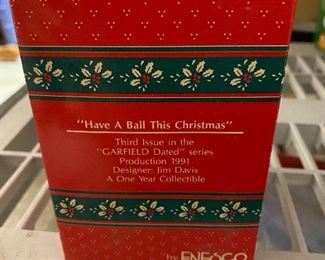 "Have A Ball This Christmas"
Third Issue in the
"GARFIELD Dated" series
Production 1991
Designer: Jim Davis
A One Year Collectible
by ENESCO